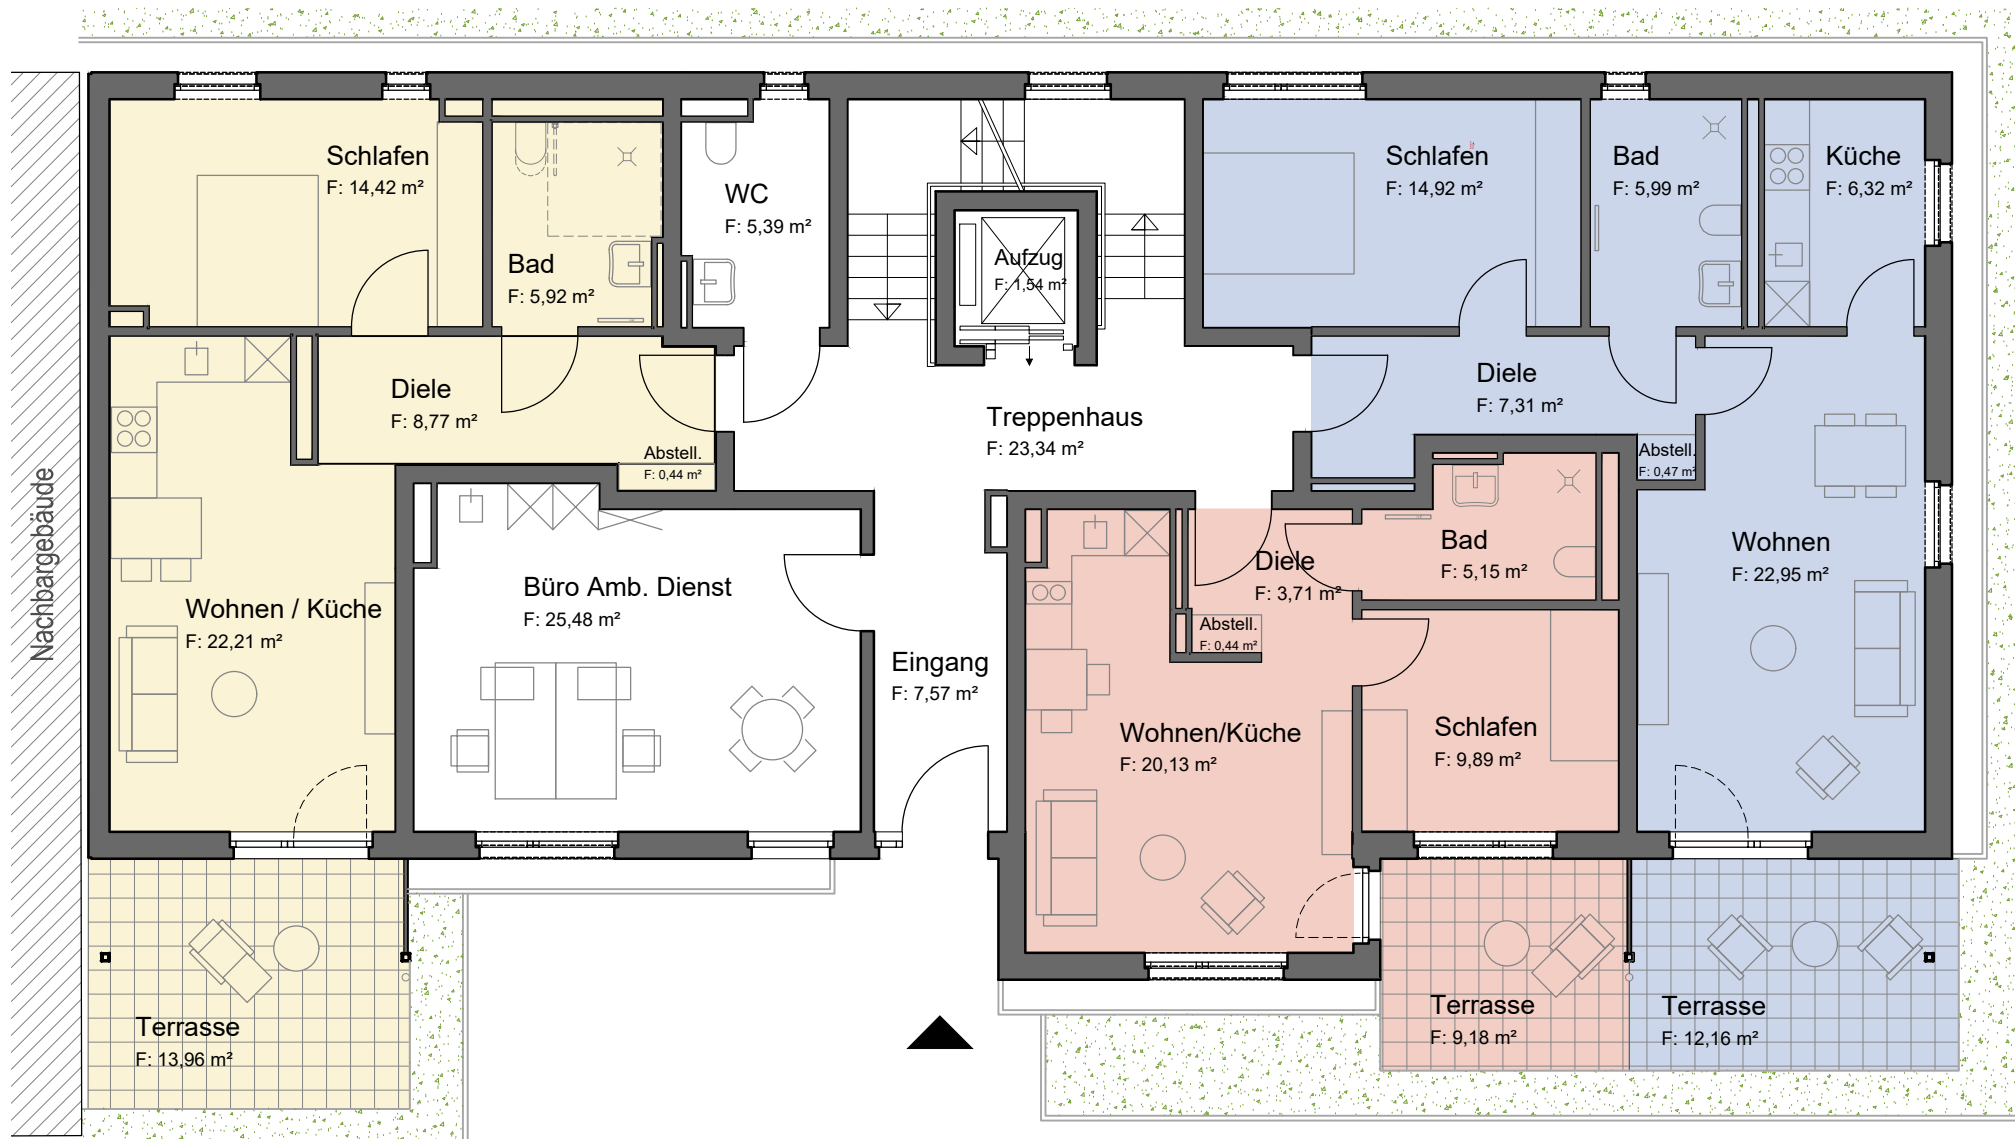 Nachbargebäude
Schlafen
F: 14,42 m²
Bad
F: 5,92 m²
WC
F: 5,39 m²
Aufzug
F: 1,54 m²
Schlafen
F: 14,92 m²
Bad
F: 5,99 m²
Küche
F: 6,32 m²
Diele
F: 8,77 m²
Abstell.
F: 0,44 m²
Treppenhaus
F: 23,34 m²
Diele
F: 7,31 m²
Abstell.
F: 0,47 m²
Wohnen / Küche
F: 22,21 m²
Büro Amb. Dienst
F: 25,48 m²
Eingang
F: 7,57 m²
Diele
F: 3,71 m²
Abstell.
F: 0,44 m²
Bad
F: 5,15 m²
Wohnen
F: 22,95 m²
Wohnen/Küche
F: 20,13 m²
Schlafen
F: 9,89 m²
Terrasse
F: 13,96 m²
Terrasse
F: 9,18 m²
Terrasse
F: 12,16 m²